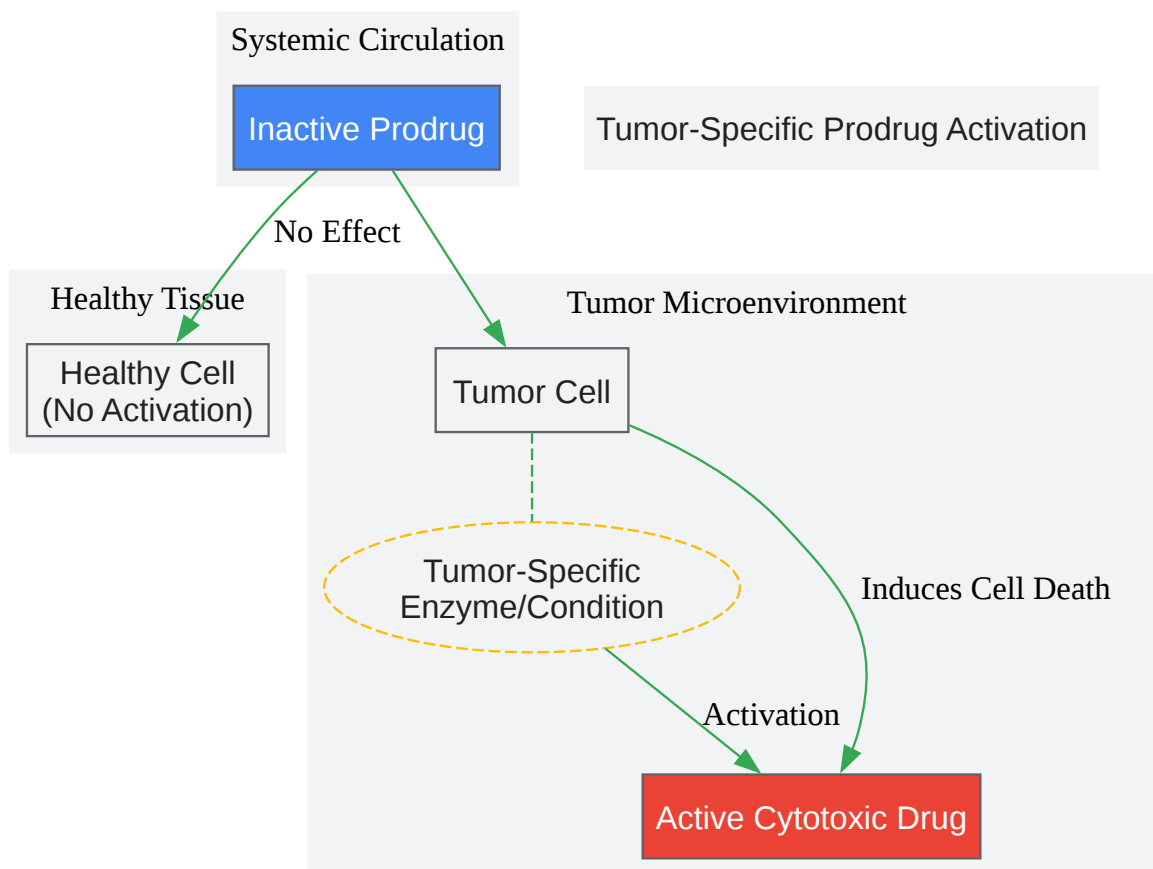 Systemic Circulation
Inactive Prodrug
Tumor-Specific Prodrug Activation
No Effect
Healthy Tissue
Tumor Microenvironment
Healthy Cell
(No Activation)
Tumor Cell
Tumor-Specific
Enzyme/Condition
Induces Cell Death
Activation
Active Cytotoxic Drug